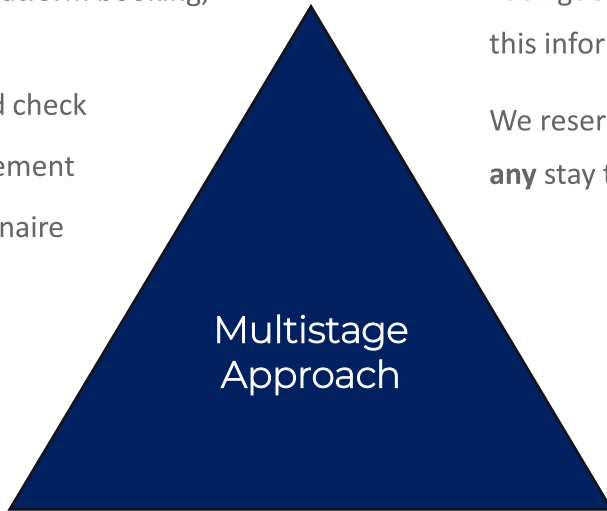 d check
ement
naire
this infor
We reser
any stay t
Multistage
Approach